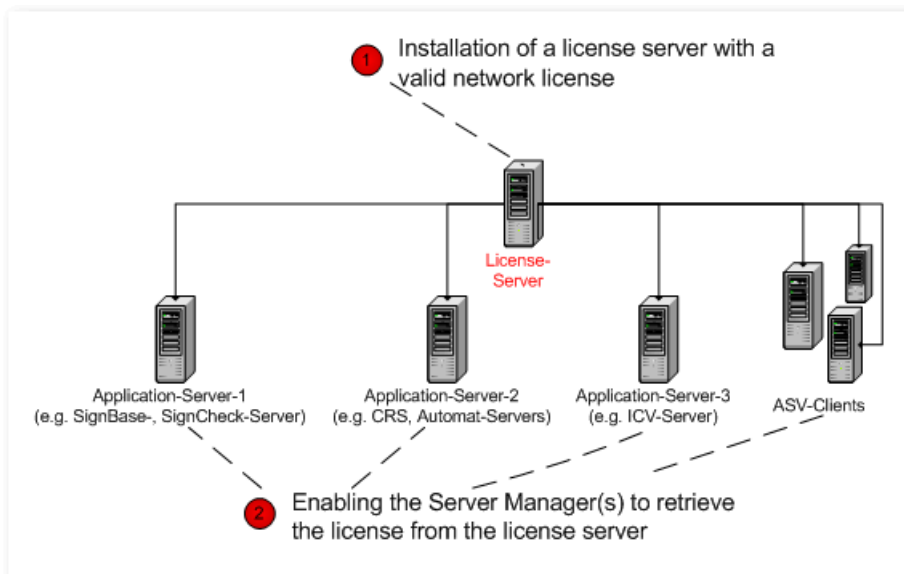 1
Installation of a license server with a
valid network license
License-
Server
Application-Server-1
(e.g. SignBase-, SignCheck-Server)
Application-Server-2
(e.g. CRS, Automat-Servers)
Application-Server-3
(e.g. ICV-Server)
ASV-Clients
2
Enabling the Server Manager(s) to retrieve
the license from the license server